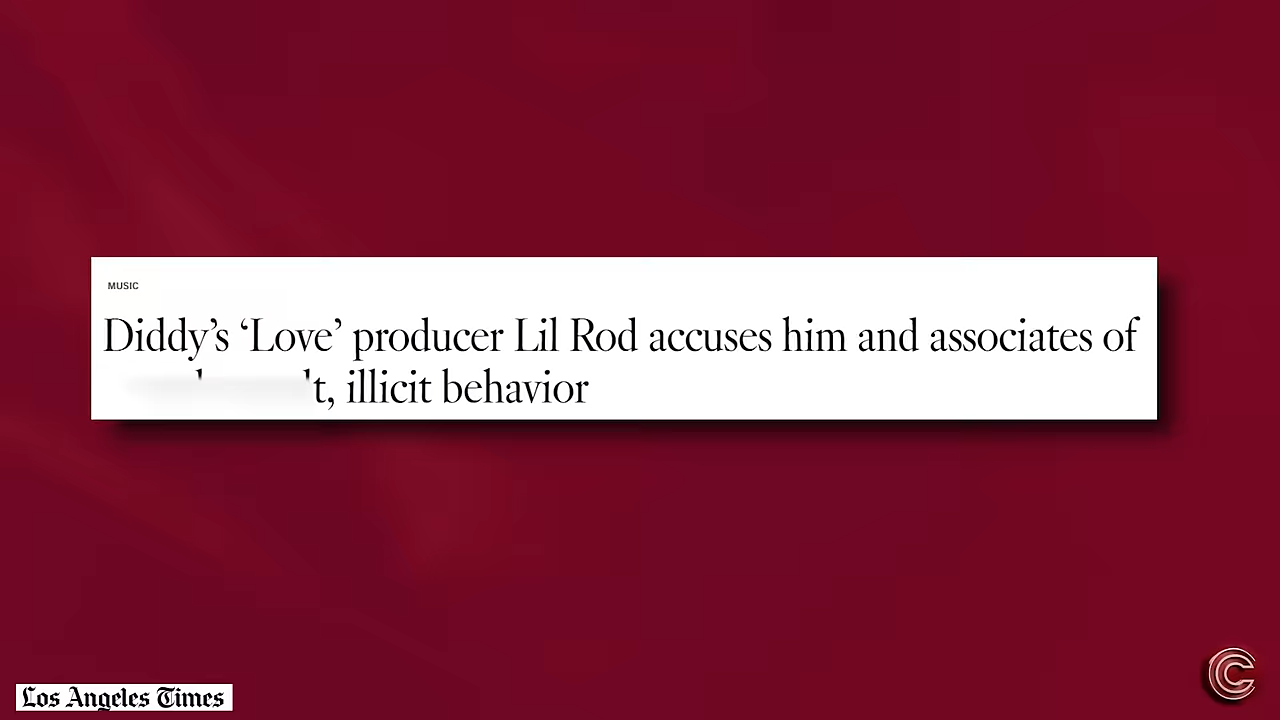 MUSIC
Diddy’s ‘Love’ producer Lil Rod accuses him and associates of
illicit behavior
Los Angeles Times